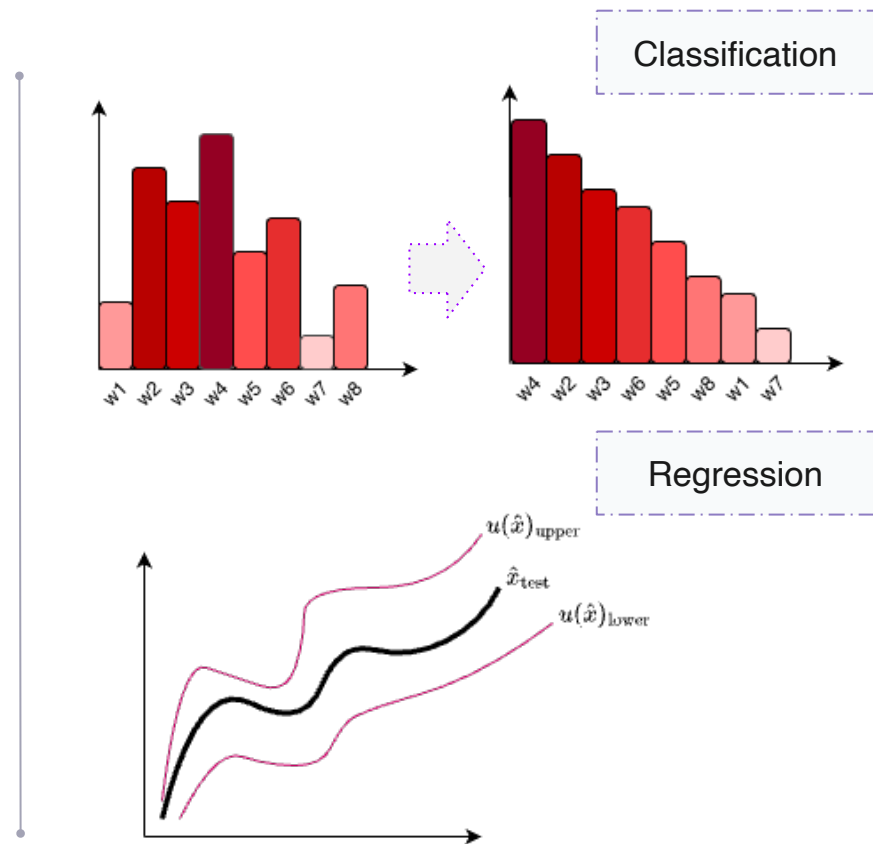 Classification
w1 w2 w3 w4 w5 w6 w7 w8
w4 w2 w3 w6 w5 w8 w1 w7
Regression
u(x̂)upper
x̂test
u(x̂)lower